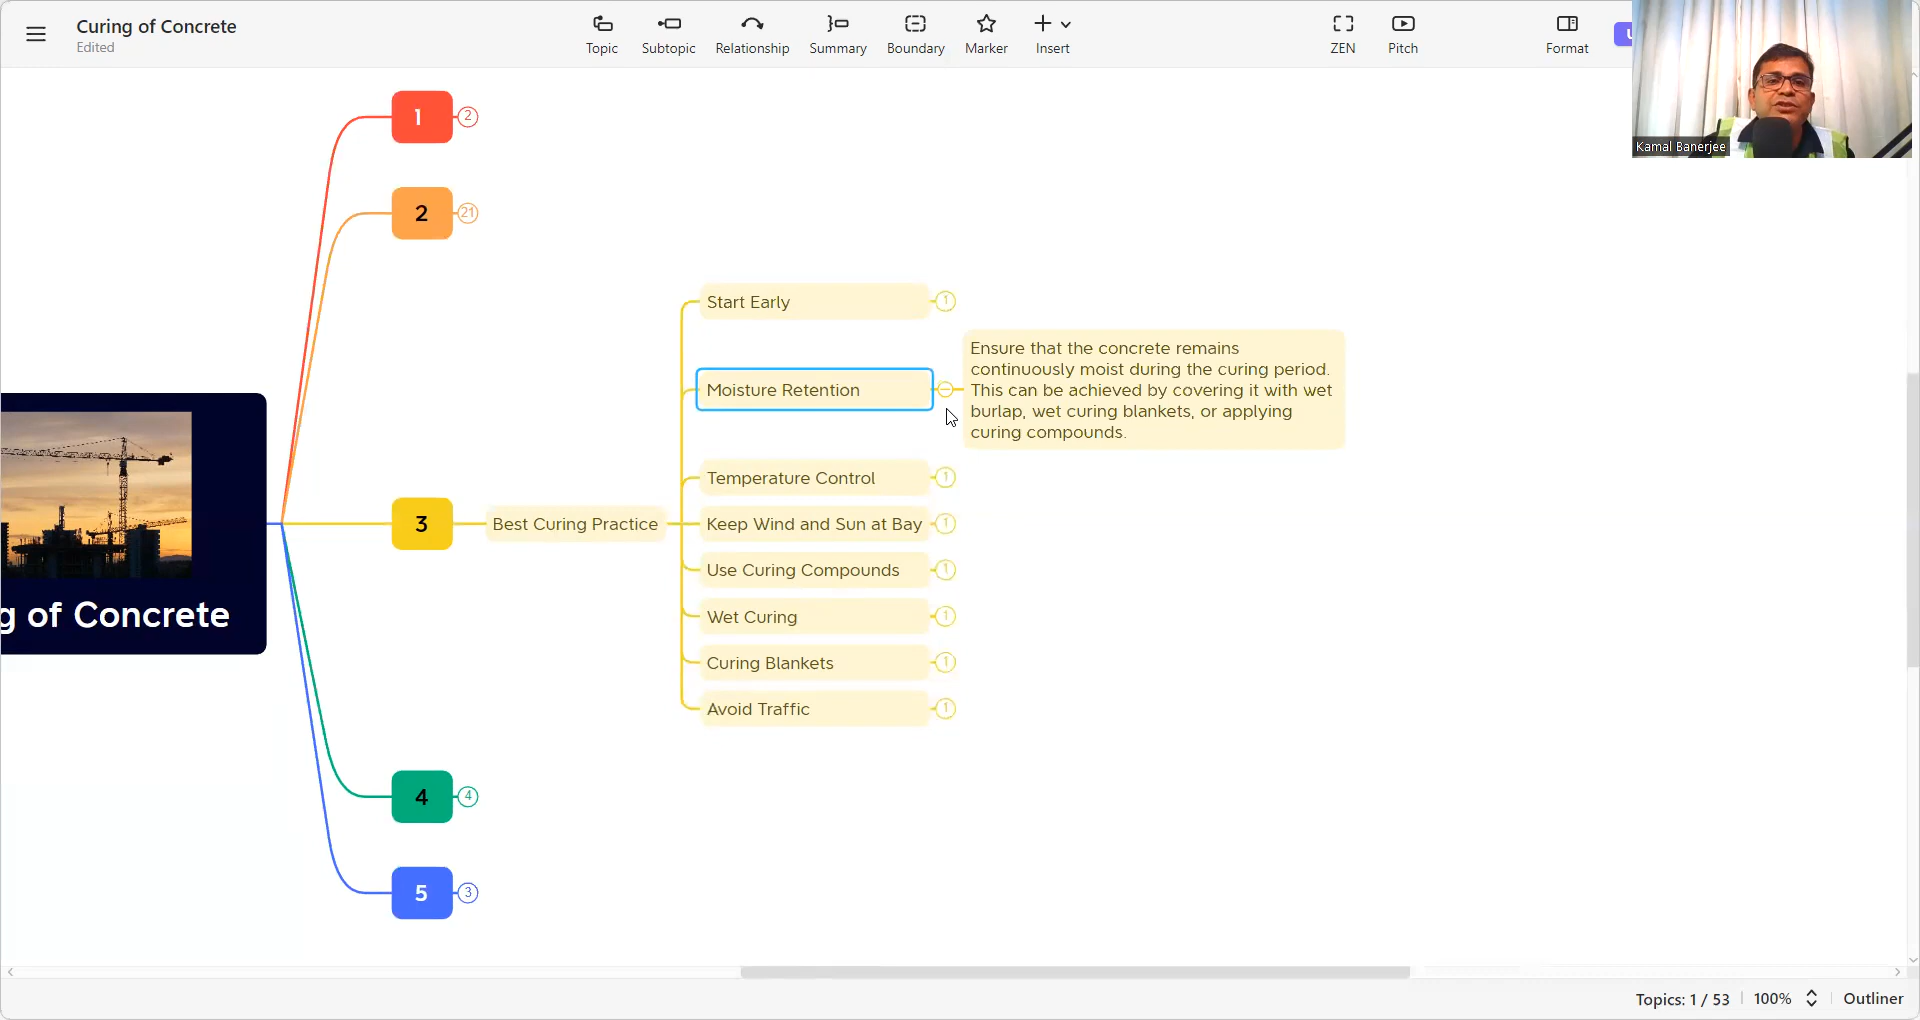 Curing of Concrete
Edited
Topic
Subtopic
Relationship
Summary
Boundary
Marker
Insert
ZEN
Pitch
Format
Kamal Banerjee
1
2
2
21
Start Early
1
Ensure that the concrete remains
continuously moist during the curing period.
This can be achieved by covering it with wet
burlap, wet curing blankets, or applying
curing compounds.
Moisture Retention
Temperature Control
1
3
Best Curing Practice
Keep Wind and Sun at Bay
1
Use Curing Compounds
1
g of Concrete
Wet Curing
1
Curing Blankets
1
Avoid Traffic
1
4
4
5
3
Topics: 1 / 53
100%
Outliner